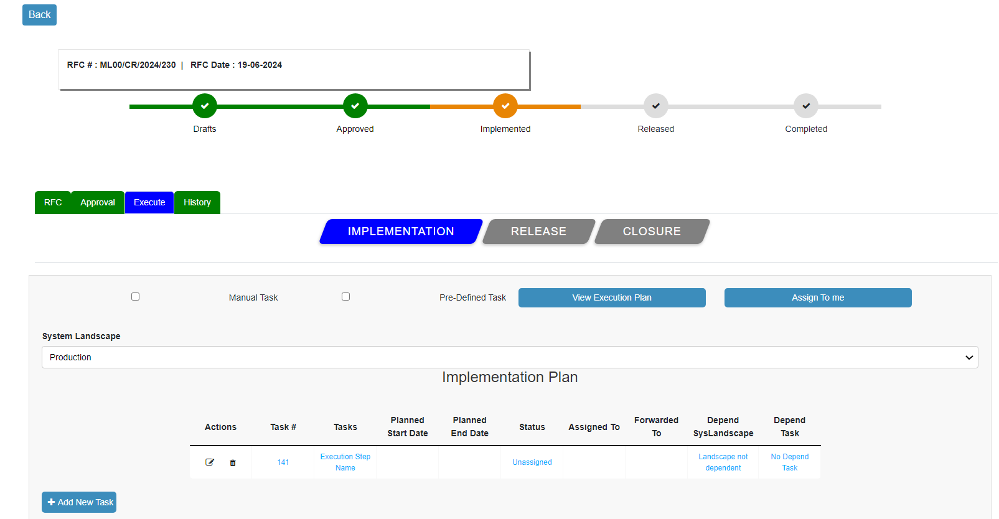 Back
RFC # : ML00/CR/2024/230 | RFC Date : 19-06-2024
Drafts
Approved
Implemented
Released
Completed
RFC
Approval
Execute
History
IMPLEMENTATION
RELEASE
CLOSURE
Manual Task
Pre-Defined Task
View Execution Plan
Assign To me
System Landscape
Production
Implementation Plan
Actions
Task #
Tasks
Planned
Start Date
Planned
End Date
Status
Assigned To
Forwarded
To
Depend
SysLandscape
Depend
Task
141
Execution Step
Name
Unassigned
Landscape not
dependent
No Depend
Task
Add New Task